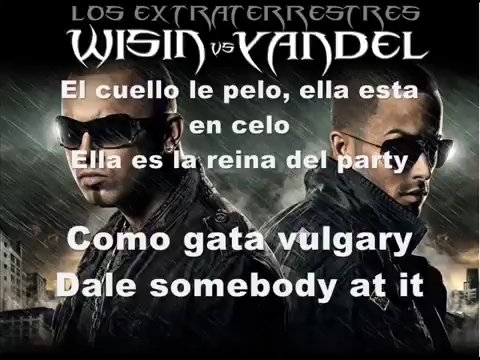 LOS EXTRATERRESTRES
WISIN vs YANDEL
El cuello le pelo, ella esta
en celo
Ella es la reina del party
Como gata vulgary
Dale somebody at it